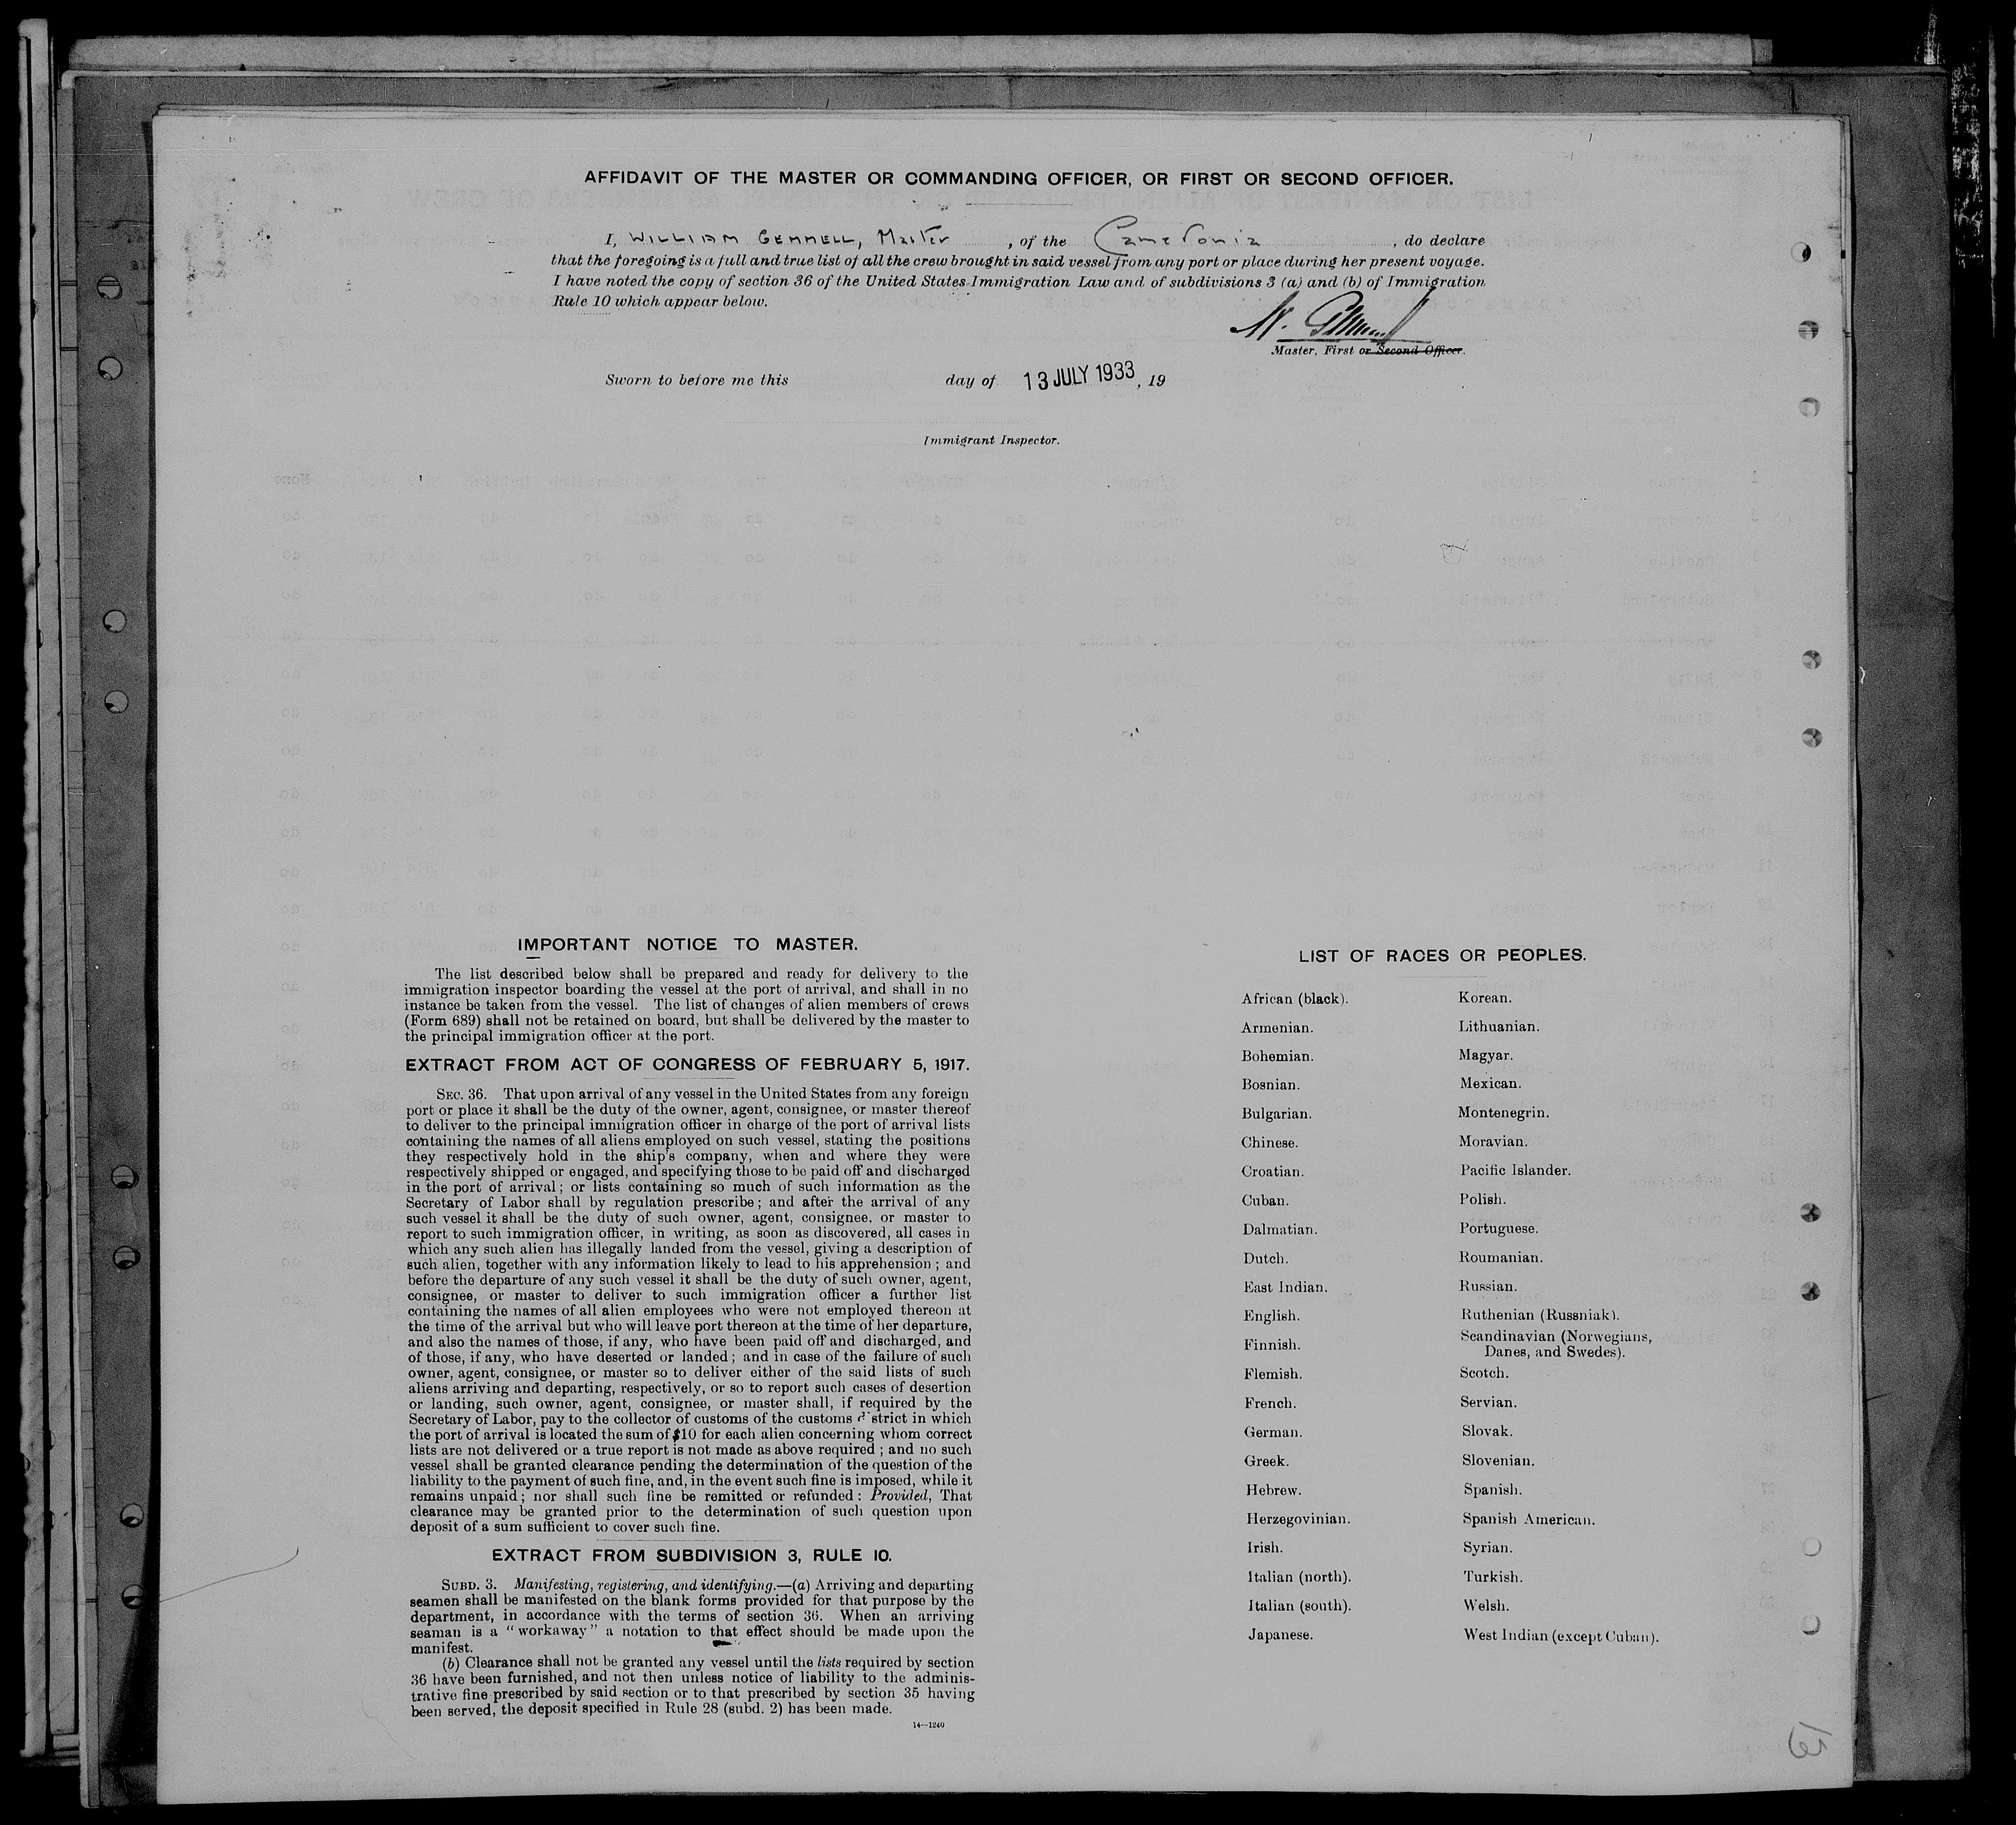 AFFIDAVIT OF THE MASTER OR COMMANDING OFFICER, OR FIRST OR SECOND OFFICER.
I, WILLIAM GEMMELL, Master, of the Cameronia, do declare
that the foregoing is a full and true list of all the crew brought in said vessel from any port or place during her present voyage.
I have noted the copy of section 36 of the United States Immigration Law and of subdivisions 3 (a) and (b) of Immigration
Rule 10 which appear below.
W. Gemmell
Master, First or Second Officer.
Sworn to before me this day of 13 JULY 1933, 19
Immigrant Inspector.
IMPORTANT NOTICE TO MASTER.
The list described below shall be prepared and ready for delivery to the
immigration inspector boarding the vessel at the port of arrival, and shall in no
instance be taken from the vessel. The list of changes of alien members of crews
(Form 689) shall not be retained on board, but shall be delivered by the master to
the principal immigration officer at the port.
EXTRACT FROM ACT OF CONGRESS OF FEBRUARY 5, 1917.
SEC. 36. That upon arrival of any vessel in the United States from any foreign
port or place it shall be the duty of the owner, agent, consignee, or master thereof
to deliver to the principal immigration officer in charge of the port of arrival lists
containing the names of all aliens employed on such vessel, stating the positions
they respectively hold in the ship's company, when and where they were
respectively shipped or engaged, and specifying those to be paid off and discharged
in the port of arrival; or lists containing so much of such information as the
Secretary of Labor shall by regulation prescribe; and after the arrival of any
such vessel it shall be the duty of such owner, agent, consignee, or master to
report to such immigration officer, in writing, as soon as discovered, all cases in
which any such alien has illegally landed from the vessel, giving a description of
such alien, together with any information likely to lead to his apprehension; and
before the departure of any such vessel it shall be the duty of such owner, agent,
consignee, or master to deliver to such immigration officer a further list
containing the names of all alien employees who were not employed thereon at
the time of the arrival but who will leave port thereon at the time of her departure,
and also the names of those, if any, who have been paid off and discharged, and
of those, if any, who have deserted or landed; and in case of the failure of such
owner, agent, consignee, or master so to deliver either of the said lists of such
aliens arriving and departing, respectively, or so to report such cases of desertion
or landing, such owner, agent, consignee, or master shall, if required by the
Secretary of Labor, pay to the collector of customs of the customs district in which
the port of arrival is located the sum of $10 for each alien concerning whom correct
lists are not delivered or a true report is not made as above required; and no such
vessel shall be granted clearance pending the determination of the question of the
liability to the payment of such fine, and, in the event such fine is imposed, while it
remains unpaid; nor shall such fine be remitted or refunded: Provided, That
clearance may be granted prior to the determination of such question upon
deposit of a sum sufficient to cover such fine.
EXTRACT FROM SUBDIVISION 3, RULE 10.
SUBD. 3. Manifesting, registering, and identifying.—(a) Arriving and departing
seamen shall be manifested on the blank forms provided for that purpose by the
department, in accordance with the terms of section 36. When an arriving
seaman is a "workaway" a notation to that effect should be made upon the
manifest.
(b) Clearance shall not be granted any vessel until the lists required by section
36 have been furnished, and not then unless notice of liability to the adminis-
trative fine prescribed by said section or to that prescribed by section 35 having
been served, the deposit specified in Rule 28 (subd. 2) has been made.
14—1240
LIST OF RACES OR PEOPLES.
African (black).
Armenian.
Bohemian.
Bosnian.
Bulgarian.
Chinese.
Croatian.
Cuban.
Dalmatian.
Dutch.
East Indian.
English.
Finnish.
Flemish.
French.
German.
Greek.
Hebrew.
Herzegovinian.
Irish.
Italian (north).
Italian (south).
Japanese.
Korean.
Lithuanian.
Magyar.
Mexican.
Montenegrin.
Moravian.
Pacific Islander.
Polish.
Portuguese.
Roumanian.
Russian.
Ruthenian (Russniak).
Scandinavian (Norwegians,
Danes, and Swedes).
Scotch.
Servian.
Slovak.
Slovenian.
Spanish.
Spanish American.
Syrian.
Turkish.
Welsh.
West Indian (except Cuban).
13